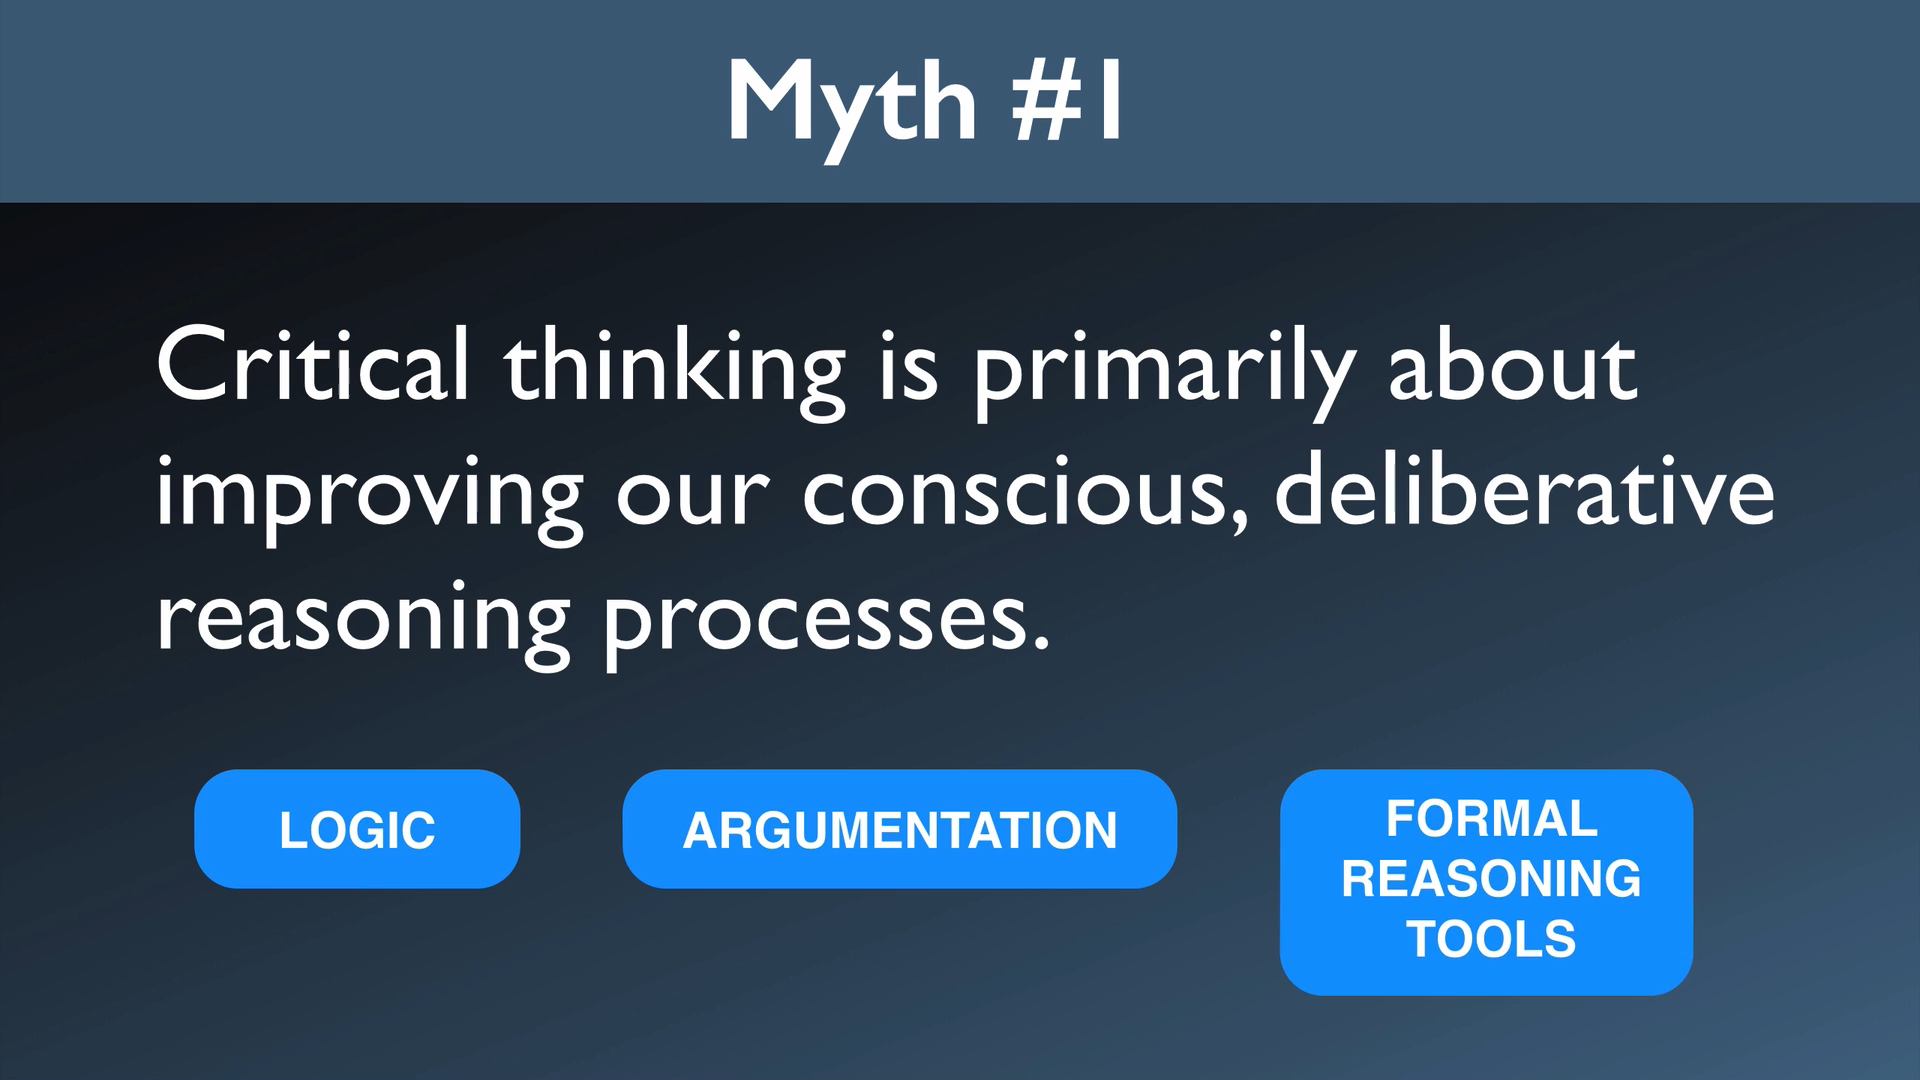 Myth #1
Critical thinking is primarily about
improving our conscious, deliberative
reasoning processes.
LOGIC
ARGUMENTATION
FORMAL
REASONING
TOOLS